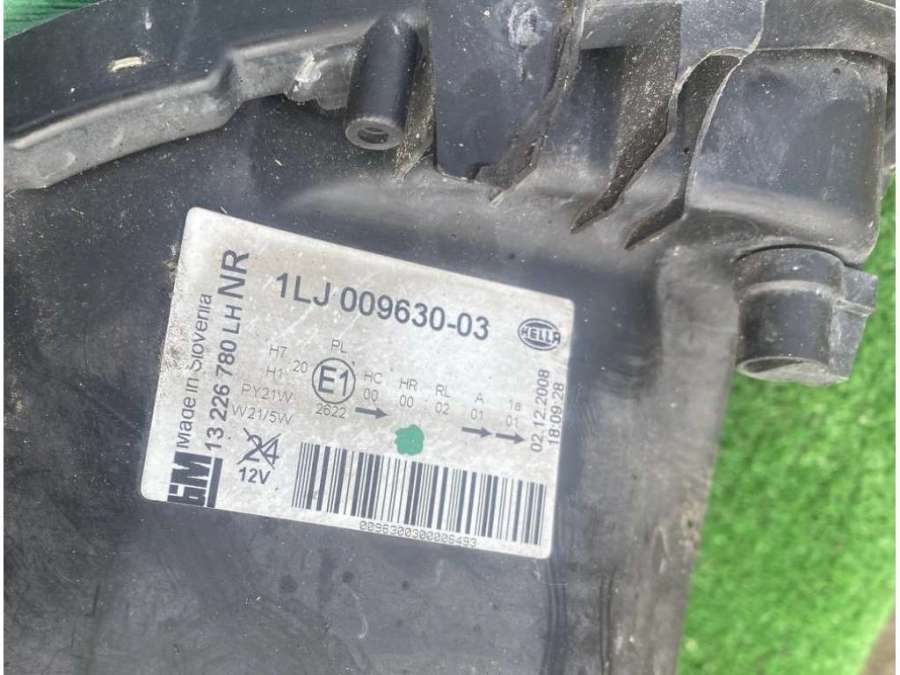 1LJ 009630-03
HELLA
GM
Made in Slovenia
13 226 780 LH NR
H7
H1
PY21W
W21/5W
20
PL
E1
2622
HC
00
HR
00
RL
02
A
01
1a
01
02.12.2008
18:09:28
24
12V
0096300300006493